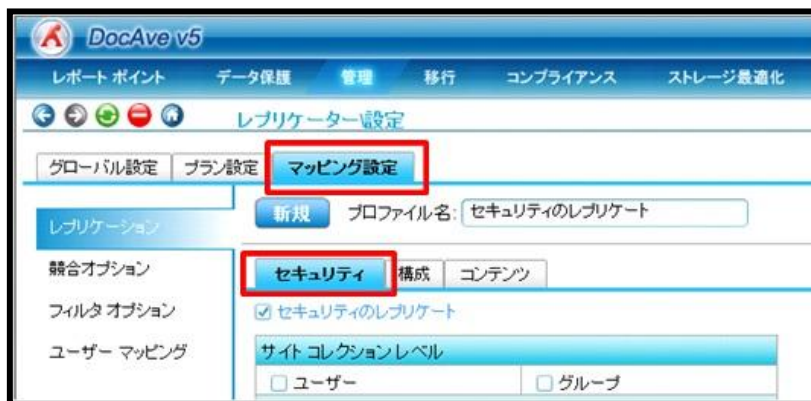 DocAve v5
レポート ポイント データ保護 管理 移行 コンプライアンス ストレージ最適化
レプリケーター\設定
グローバル設定 プラン設定 マッピング設定
新規 プロファイル名: セキュリティのレプリケート
レプリケーション
セキュリティ 構成 コンテンツ
競合オプション
セキュリティのレプリケート
フィルタ オプション
サイト コレクション レベル
ユーザー マッピング
ユーザー グループ